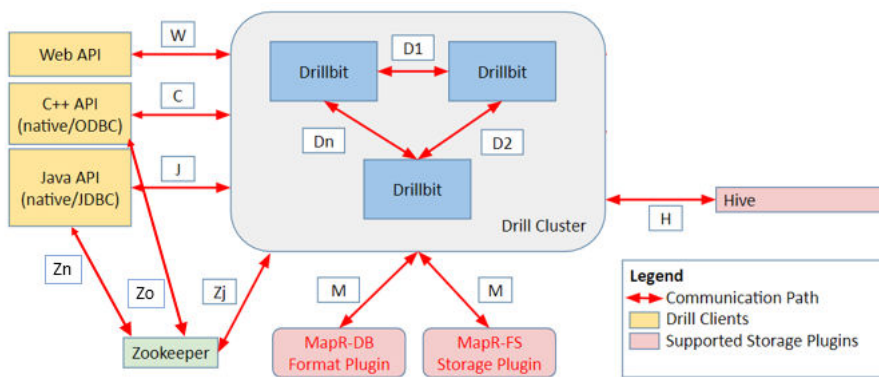 W
Web API
C++ API
(native/ODBC)
C
Java API
(native/JDBC)
J
Drillbit
D1
Drillbit
Dn
D2
Drillbit
Drill Cluster
H
Hive
Zn
Zo
Zj
Zookeeper
M
M
MapR-DB
Format Plugin
MapR-FS
Storage Plugin
Legend
Communication Path
Drill Clients
Supported Storage Plugins